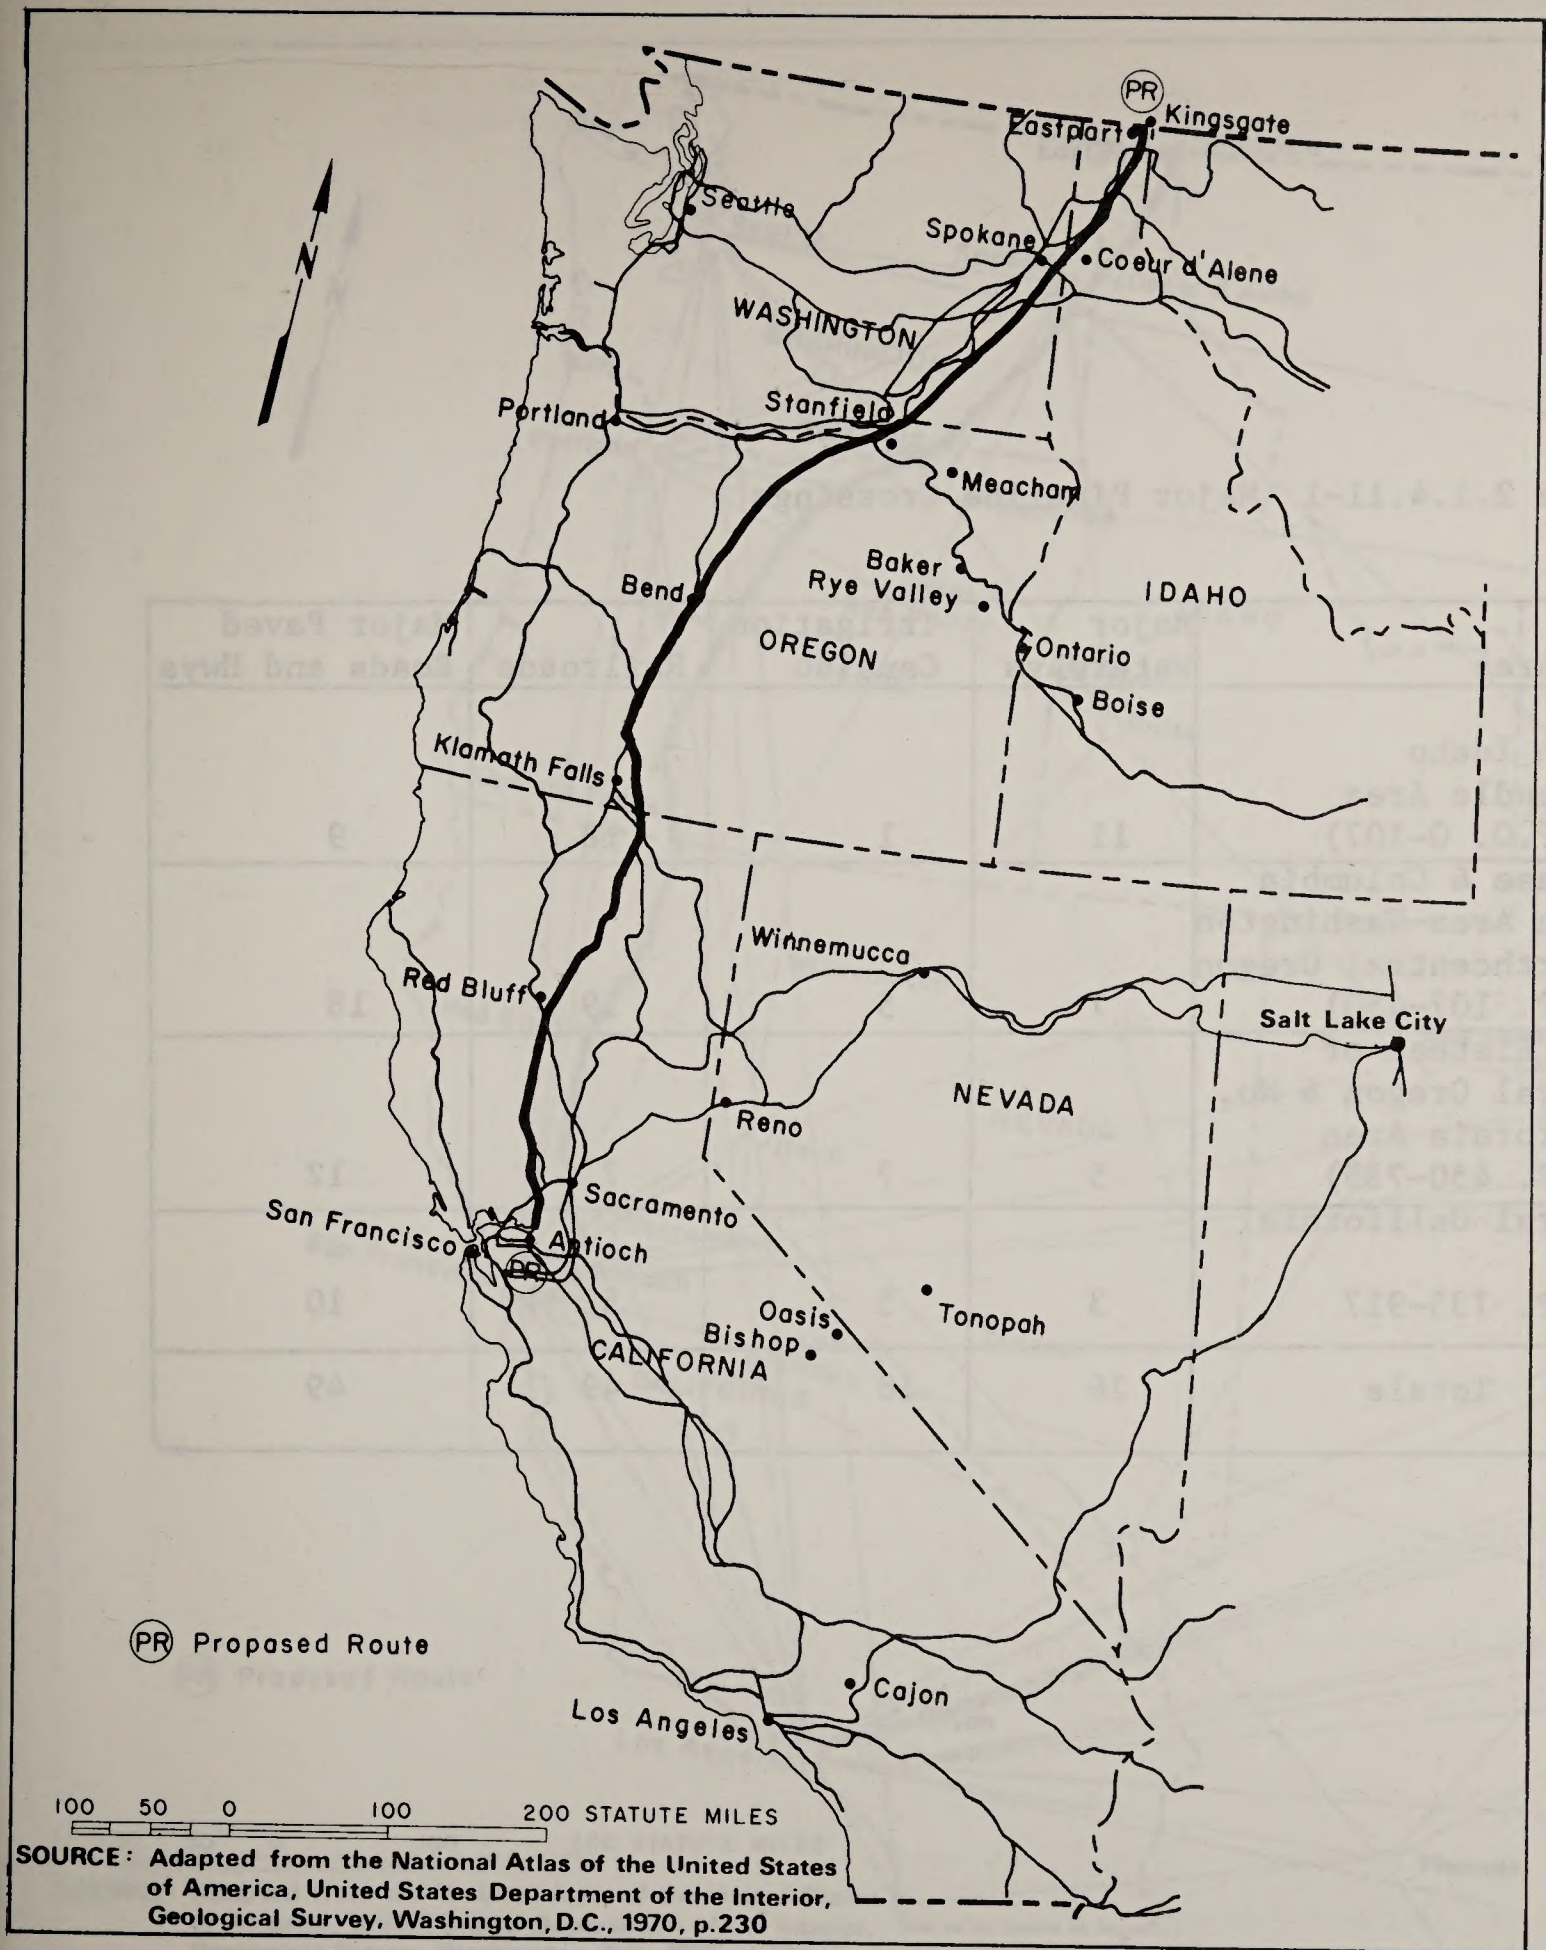 PR
Kingsgate
Eastport
Seattle
Spokane
Coeur d'Alene
N
WASHINGTON
Portland
Stanfield
Meacham
Baker
Rye Valley
IDAHO
Bend
OREGON
Ontario
Boise
Klamath Falls
Winnemucca
Red Bluff
Salt Lake City
NEVADA
Reno
Sacramento
San Francisco
Antioch
PR
Oasis
Bishop
Tonopah
CALIFORNIA
PR Proposed Route
Cajon
Los Angeles
100 50 0 100 200 STATUTE MILES
SOURCE: Adapted from the National Atlas of the United States
of America, United States Department of the Interior,
Geological Survey, Washington, D.C., 1970, p.230